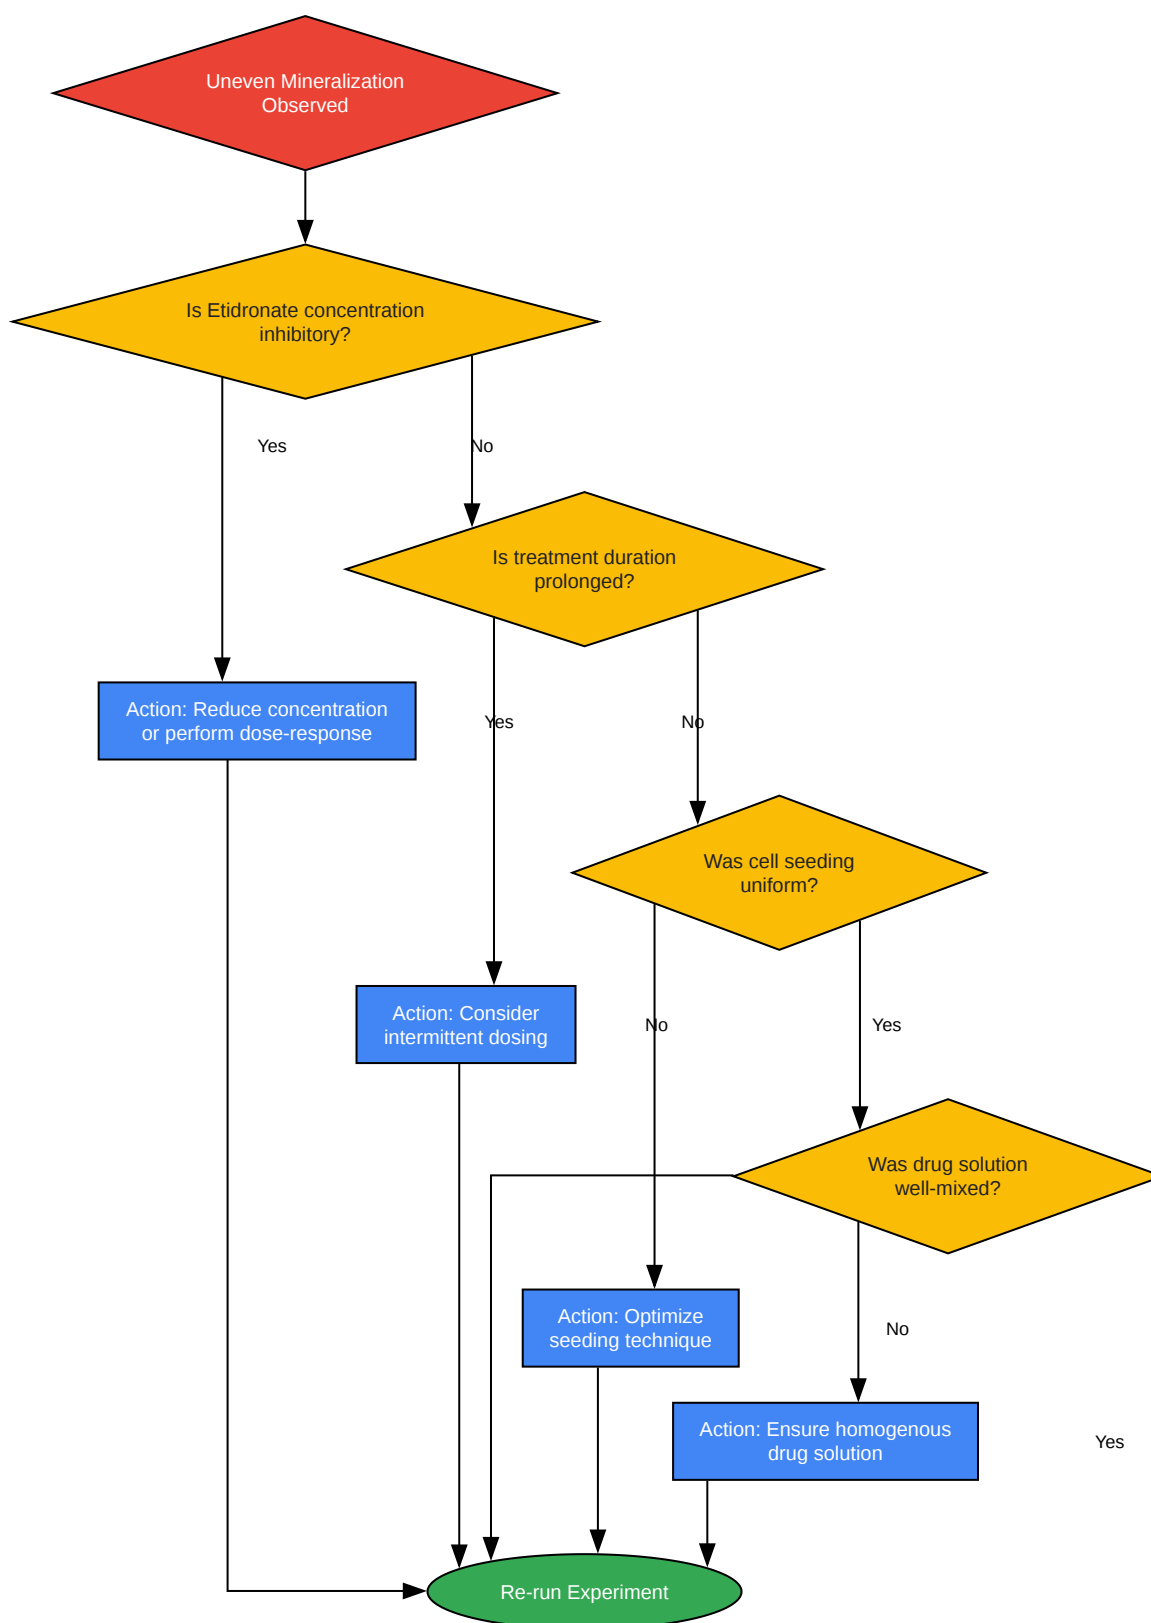 Uneven Mineralization
Observed
Is Etidronate concentration
inhibitory?
Yes
No
Is treatment duration
prolonged?
Action: Reduce concentration
or perform dose-response
Yes
No
Was cell seeding
uniform?
Action: Consider
intermittent dosing
No
Yes
Was drug solution
well-mixed?
Action: Optimize
seeding technique
No
Action: Ensure homogenous
drug solution
Yes
Re-run Experiment